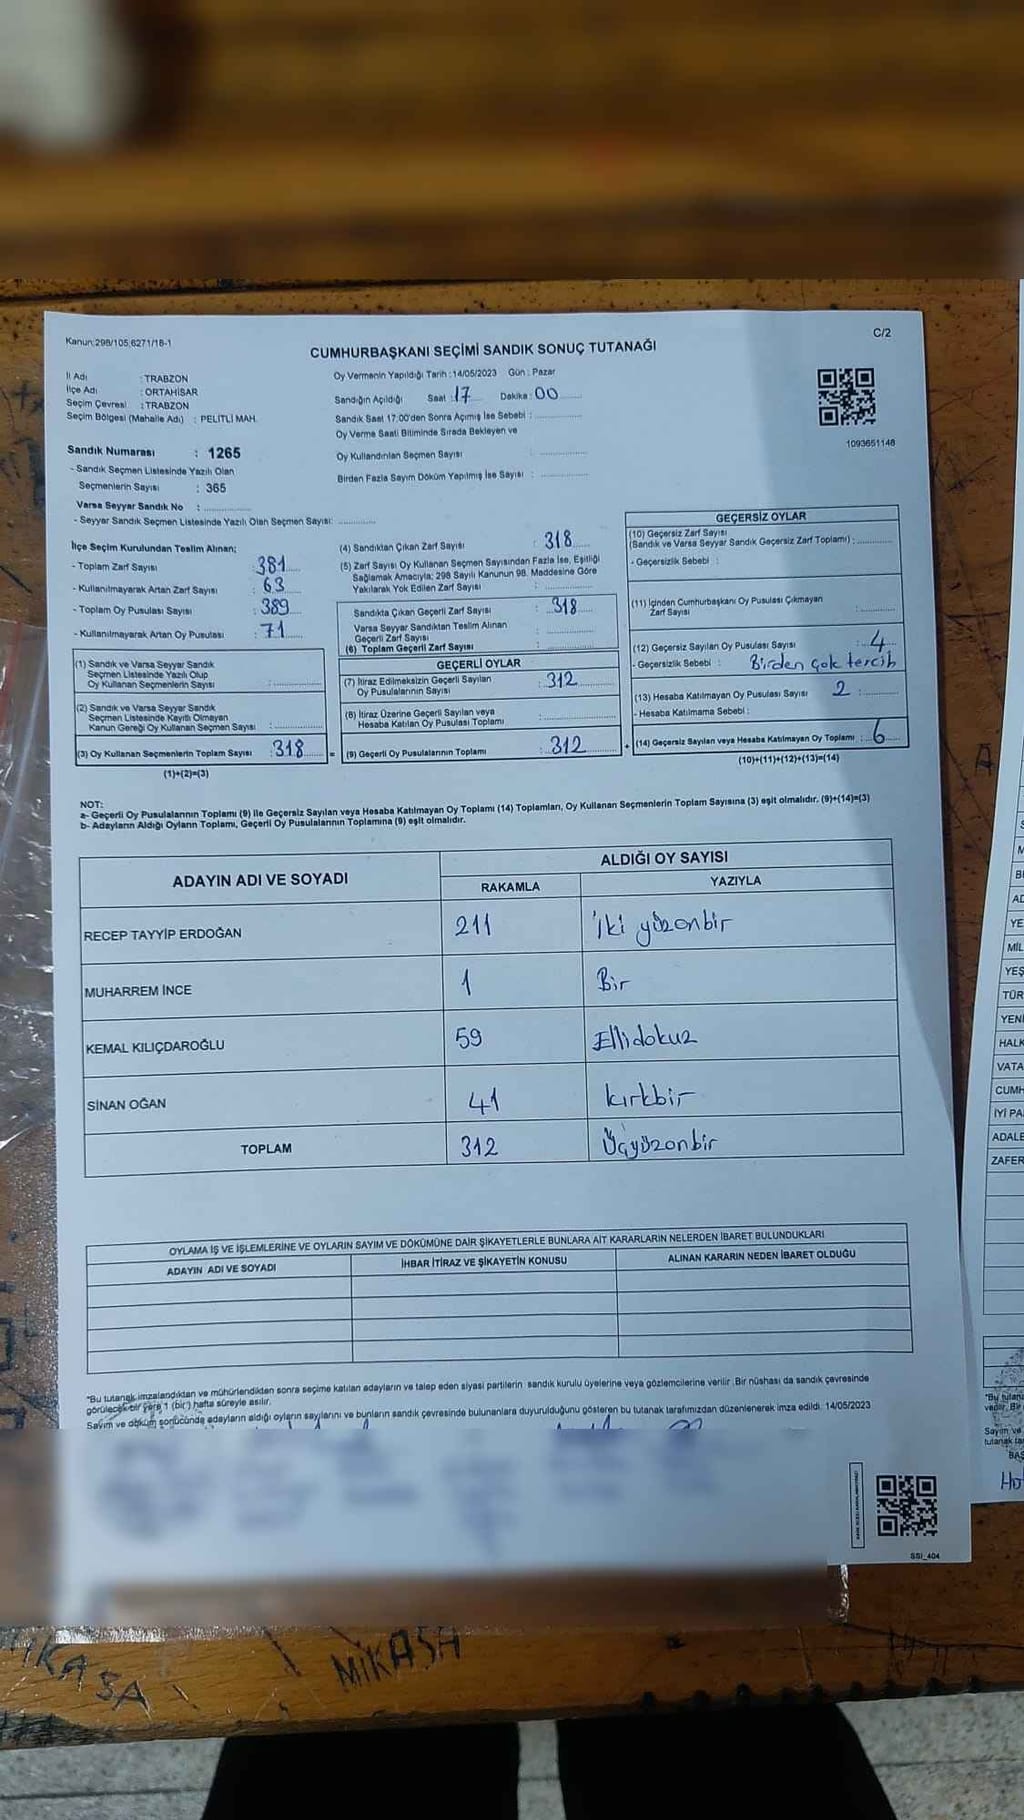 Kanun:298/105,6271/18-1
C/2
CUMHURBAŞKANI SEÇİMİ SANDIK SONUÇ TUTANAĞI
İl Adı : TRABZON
İlçe Adı : ORTAHİSAR
Seçim Çevresi : TRABZON
Seçim Bölgesi (Mahalle Adı) : PELİTLİ MAH.
Oy Vermenin Yapıldığı Tarih :14/05/2023 Gün : Pazar
Sandığın Açıldığı Saat :17 Dakika :00
Sandık Saat 17.00'den Sonra Açımış İse Sebebi :
Oy Verme Saati Bitiminde Sırada Bekleyen ve
Oy Kullandırılan Seçmen Sayısı :
Birden Fazla Sayım Döküm Yapılmış İse Sayısı :
1093651148
Sandık Numarası : 1265
- Sandık Seçmen Listesinde Yazılı Olan
Seçmenlerin Sayısı : 365
Varsa Seyyar Sandık No :
- Seyyar Sandık Seçmen Listesinde Yazılı Olan Seçmen Sayısı:
İlçe Seçim Kurulundan Teslim Alınan;
- Toplam Zarf Sayısı : 381
- Kullanılmayarak Artan Zarf Sayısı : 63
- Toplam Oy Pusulası Sayısı : 389
- Kullanılmayarak Artan Oy Pusulası : 71
(1) Sandık ve Varsa Seyyar Sandık
Seçmen Listesinde Yazılı Olup
Oy Kullanan Seçmenlerin Sayısı :
(2) Sandık ve Varsa Seyyar Sandık
Seçmen Listesinde Kayıtlı Olmayan
Kanun Gereği Oy Kullanan Seçmen Sayısı :
(3) Oy Kullanan Seçmenlerin Toplam Sayısı : 318
(1)+(2)=(3)
(4) Sandıktan Çıkan Zarf Sayısı : 318
(5) Zarf Sayısı Oy Kullanan Seçmen Sayısından Fazla İse, Eşitliği
Sağlamak Amacıyla; 298 Sayılı Kanunun 98. Maddesine Göre
Yakılarak Yok Edilen Zarf Sayısı :
Sandıkta Çıkan Geçerli Zarf Sayısı : 318
Varsa Seyyar Sandıktan Teslim Alınan
Geçerli Zarf Sayısı :
(6) Toplam Geçerli Zarf Sayısı :
GEÇERLİ OYLAR
(7) İtiraz Edilmeksizin Geçerli Sayılan
Oy Pusulalarının Sayısı : 312
(8) İtiraz Üzerine Geçerli Sayılan veya
Hesaba Katılan Oy Pusulası Toplamı :
= (9) Geçerli Oy Pusulalarının Toplamı : 312
GEÇERSİZ OYLAR
(10) Geçersiz Zarf Sayısı
(Sandık ve Varsa Seyyar Sandık Geçersiz Zarf Toplamı) :
- Geçersizlik Sebebi :
(11) İçinden Cumhurbaşkanı Oy Pusulası Çıkmayan
Zarf Sayısı :
(12) Geçersiz Sayılan Oy Pusulası Sayısı : 4
- Geçersizlik Sebebi : Birden çok tercih
(13) Hesaba Katılmayan Oy Pusulası Sayısı : 2
- Hesaba Katılmama Sebebi :
+ (14) Geçersiz Sayılan veya Hesaba Katılmayan Oy Toplamı : 6
(10)+(11)+(12)+(13)=(14)
NOT:
a- Geçerli Oy Pusulalarının Toplamı (9) ile Geçersiz Sayılan veya Hesaba Katılmayan Oy Toplamı (14) Toplamları, Oy Kullanan Seçmenlerin Toplam Sayısına (3) eşit olmalıdır. (9)+(14)=(3)
b- Adayların Aldığı Oyların Toplamı, Geçerli Oy Pusulalarının Toplamına (9) eşit olmalıdır.
ADAYIN ADI VE SOYADI
ALDIĞI OY SAYISI
RAKAMLA YAZIYLA
RECEP TAYYİP ERDOĞAN 211 İki yüzonbir
MUHARREM İNCE 1 Bir
KEMAL KILIÇDAROĞLU 59 Ellidokuz
SİNAN OĞAN 41 kırkbir
TOPLAM 312 Üçyüzonbir
OYLAMA İŞ VE İŞLEMLERİNE VE OYLARIN SAYIM VE DÖKÜMÜNE DAİR ŞİKAYETLERLE BUNLARA AİT KARARLARIN NELERDEN İBARET BULUNDUKLARI
ADAYIN ADI VE SOYADI İHBAR İTİRAZ VE ŞİKAYETİN KONUSU ALINAN KARARIN NEDEN İBARET OLDUĞU
"Bu tutanak imzalandıktan ve mühürlendikten sonra seçime katılan adayların ve talep eden siyasi partilerin sandık kurulu üyelerine veya gözlemcilerine verilir. Bir nüshası da sandık çevresinde
görülecek bir yere 1 (bir) hafta süreyle asılır.
Sayım ve döküm sonucunda adayların aldığı oyların sayılarını ve bunların sandık çevresinde bulunanlara duyurulduğunu gösteren bu tutanak tarafımızdan düzenlenerek imza edildi. 14/05/2023
SSI_404
YENİ
VATA
CUMH
İYİ PA
ADALE
ZAFER
MİKASA